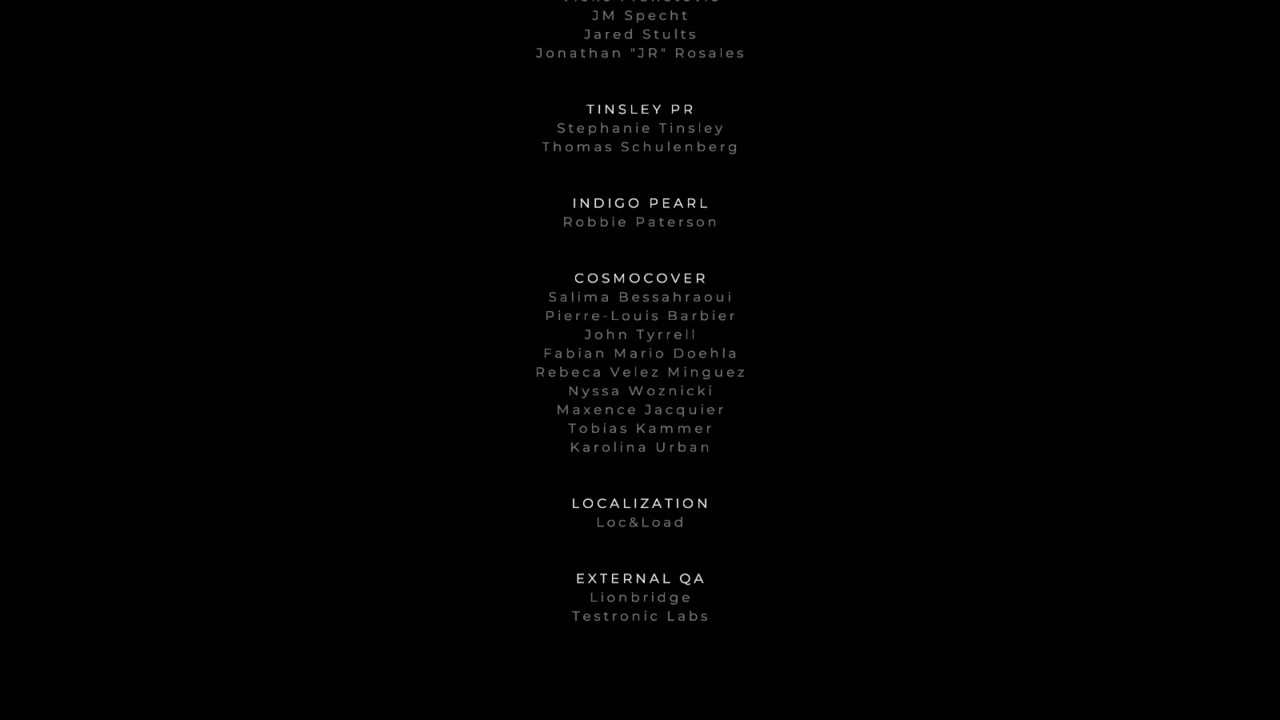 JM Specht
Jared Stults
Jonathan "JR" Rosales
TINSLEY PR
Stephanie Tinsley
Thomas Schulenberg
INDIGO PEARL
Robbie Paterson
COSMOCOVER
Salima Bessahraoui
Pierre-Louis Barbier
John Tyrrell
Fabian Mario Doehla
Rebeca Velez Minguez
Nyssa Woznicki
Maxence Jacquier
Tobias Kammer
Karolina Urban
LOCALIZATION
Loc&Load
EXTERNAL QA
Lionbridge
Testronic Labs